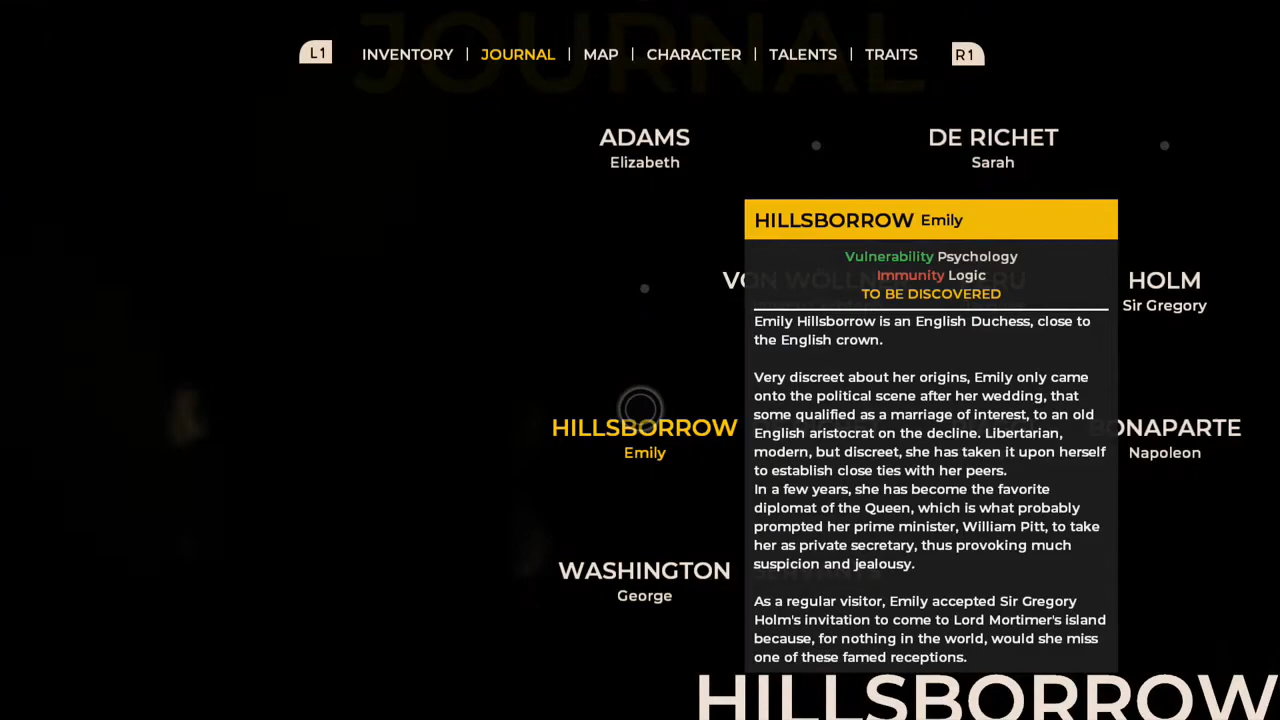 JOURNAL
L1 INVENTORY | JOURNAL | MAP | CHARACTER | TALENTS | TRAITS R1
ADAMS
Elizabeth
DE RICHET
Sarah
HILLSBORROW Emily
Vulnerability Psychology
Immunity Logic
TO BE DISCOVERED
Emily Hillsborrow is an English Duchess, close to
the English crown.
Very discreet about her origins, Emily only came
onto the political scene after her wedding, that
some qualified as a marriage of interest, to an old
English aristocrat on the decline. Libertarian,
modern, but discreet, she has taken it upon herself
to establish close ties with her peers.
In a few years, she has become the favorite
diplomat of the Queen, which is what probably
prompted her prime minister, William Pitt, to take
her as private secretary, thus provoking much
suspicion and jealousy.
As a regular visitor, Emily accepted Sir Gregory
Holm's invitation to come to Lord Mortimer's island
because, for nothing in the world, would she miss
one of these famed receptions.
VON WÖLLNER
HOLM
Sir Gregory
HILLSBORROW
Emily
BONAPARTE
Napoleon
WASHINGTON
George
HILLSBORROW